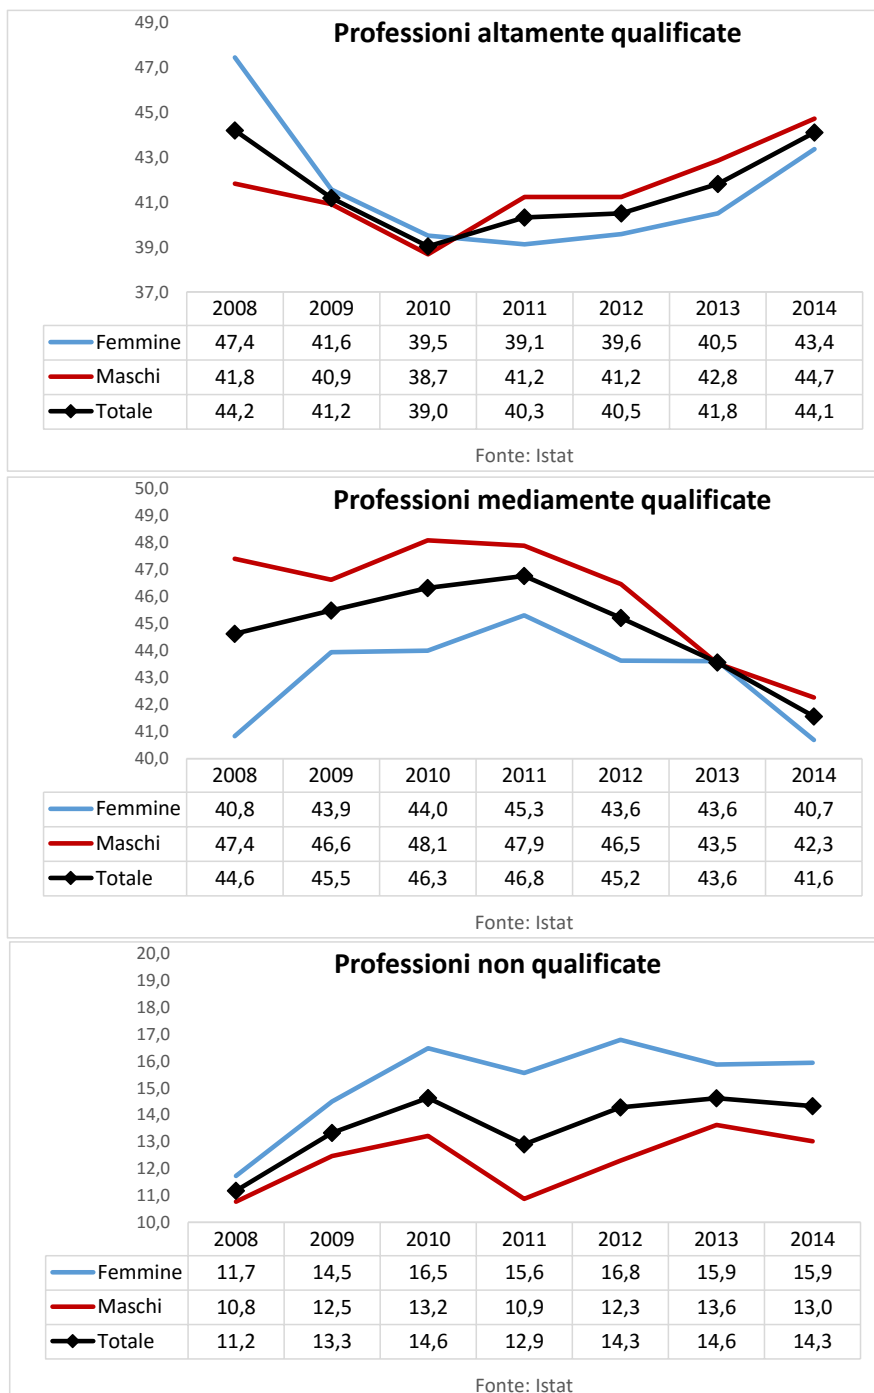 Professioni altamente qualificate
49,0
47,0
45,0
43,0
41,0
39,0
37,0
2008 2009 2010 2011 2012 2013 2014
Femmine 47,4 41,6 39,5 39,1 39,6 40,5 43,4
Maschi 41,8 40,9 38,7 41,2 41,2 42,8 44,7
Totale 44,2 41,2 39,0 40,3 40,5 41,8 44,1
Fonte: Istat
Professioni mediamente qualificate
50,0
49,0
48,0
47,0
46,0
45,0
44,0
43,0
42,0
41,0
40,0
2008 2009 2010 2011 2012 2013 2014
Femmine 40,8 43,9 44,0 45,3 43,6 43,6 40,7
Maschi 47,4 46,6 48,1 47,9 46,5 43,5 42,3
Totale 44,6 45,5 46,3 46,8 45,2 43,6 41,6
Fonte: Istat
Professioni non qualificate
20,0
19,0
18,0
17,0
16,0
15,0
14,0
13,0
12,0
11,0
10,0
2008 2009 2010 2011 2012 2013 2014
Femmine 11,7 14,5 16,5 15,6 16,8 15,9 15,9
Maschi 10,8 12,5 13,2 10,9 12,3 13,6 13,0
Totale 11,2 13,3 14,6 12,9 14,3 14,6 14,3
Fonte: Istat